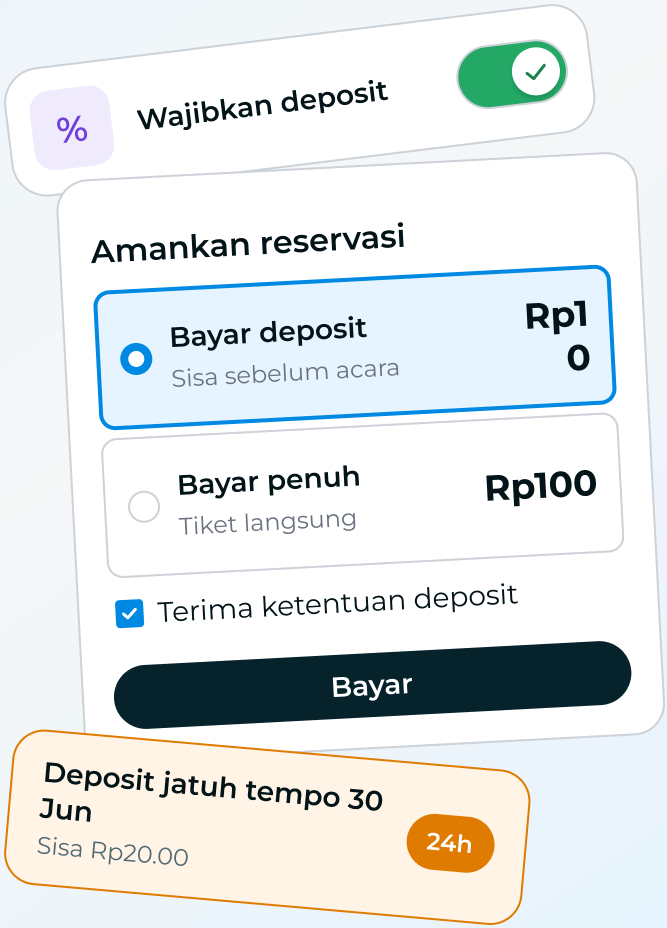 %
Wajibkan deposit
Amankan reservasi
Bayar deposit
Sisa sebelum acara
Rp1
0
Bayar penuh
Tiket langsung
Rp100
Terima ketentuan deposit
Bayar
Deposit jatuh tempo 30
Jun
Sisa Rp20.00
24h